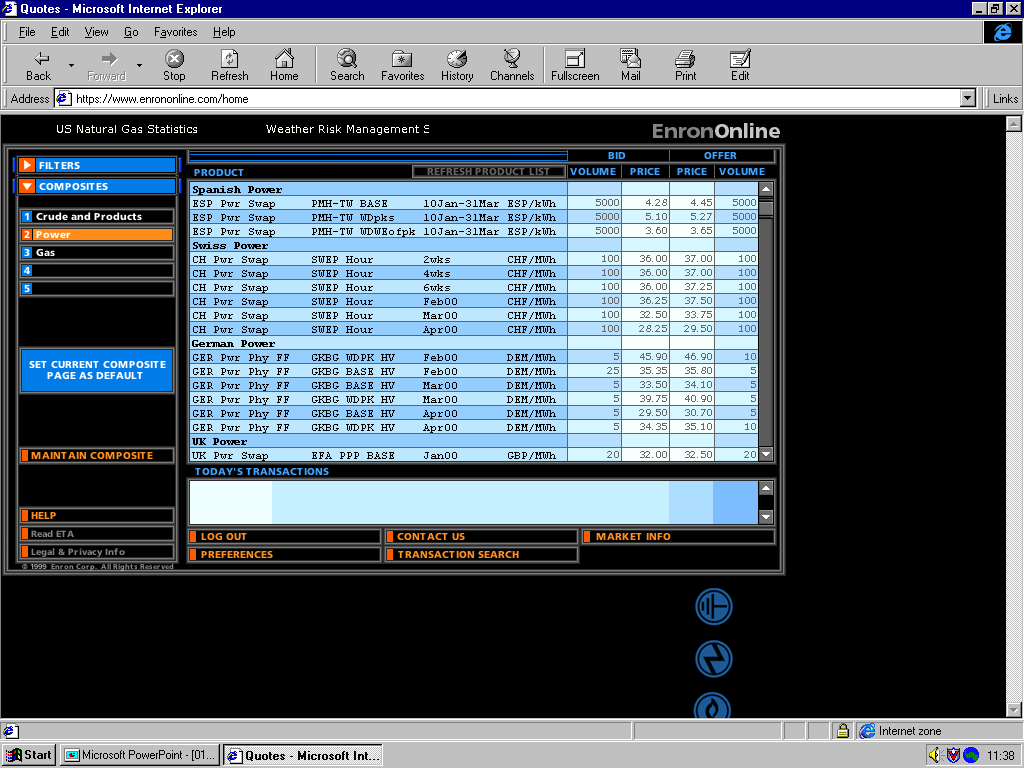 Quotes - Microsoft Internet Explorer
File Edit View Go Favorites Help
Back Forward Stop Refresh Home Search Favorites History Channels Fullscreen Mail Print Edit
Address https://www.enrononline.com/home Links
US Natural Gas Statistics Weather Risk Management S EnronOnline
FILTERS
COMPOSITES
1 Crude and Products
2 Power
3 Gas
4
5
SET CURRENT COMPOSITE
PAGE AS DEFAULT
MAINTAIN COMPOSITE
HELP
Read ETA
Legal & Privacy Info
© 1999 Enron Corp. All Rights Reserved
BID OFFER
PRODUCT REFRESH PRODUCT LIST VOLUME PRICE PRICE VOLUME
Spanish Power
ESP Pwr Swap PMH-TW BASE 10Jan-31Mar ESP/kWh 5000 4.28 4.45 5000
ESP Pwr Swap PMH-TW WDpks 10Jan-31Mar ESP/kWh 5000 5.10 5.27 5000
ESP Pwr Swap PMH-TW WDWEofpk 10Jan-31Mar ESP/kWh 5000 3.60 3.65 5000
Swiss Power
CH Pwr Swap SWEP Hour 2wks CHF/MWh 100 36.00 37.00 100
CH Pwr Swap SWEP Hour 4wks CHF/MWh 100 36.00 37.00 100
CH Pwr Swap SWEP Hour 6wks CHF/MWh 100 36.00 37.25 100
CH Pwr Swap SWEP Hour Feb00 CHF/MWh 100 36.25 37.50 100
CH Pwr Swap SWEP Hour Mar00 CHF/MWh 100 32.50 33.75 100
CH Pwr Swap SWEP Hour Apr00 CHF/MWh 100 28.25 29.50 100
German Power
GER Pwr Phy FF GKBG WDPK HV Feb00 DEM/MWh 5 45.90 46.90 10
GER Pwr Phy FF GKBG BASE HV Feb00 DEM/MWh 25 35.35 35.80 5
GER Pwr Phy FF GKBG BASE HV Mar00 DEM/MWh 5 33.50 34.10 5
GER Pwr Phy FF GKBG WDPK HV Mar00 DEM/MWh 5 39.75 40.90 5
GER Pwr Phy FF GKBG BASE HV Apr00 DEM/MWh 5 29.50 30.70 5
GER Pwr Phy FF GKBG WDPK HV Apr00 DEM/MWh 5 34.35 35.10 10
UK Power
UK Pwr Swap EFA PPP BASE Jan00 GBP/MWh 20 32.00 32.50 20
TODAY'S TRANSACTIONS
LOG OUT CONTACT US MARKET INFO
PREFERENCES TRANSACTION SEARCH
Internet zone
Start Microsoft PowerPoint - [01... Quotes - Microsoft Int... 11:38